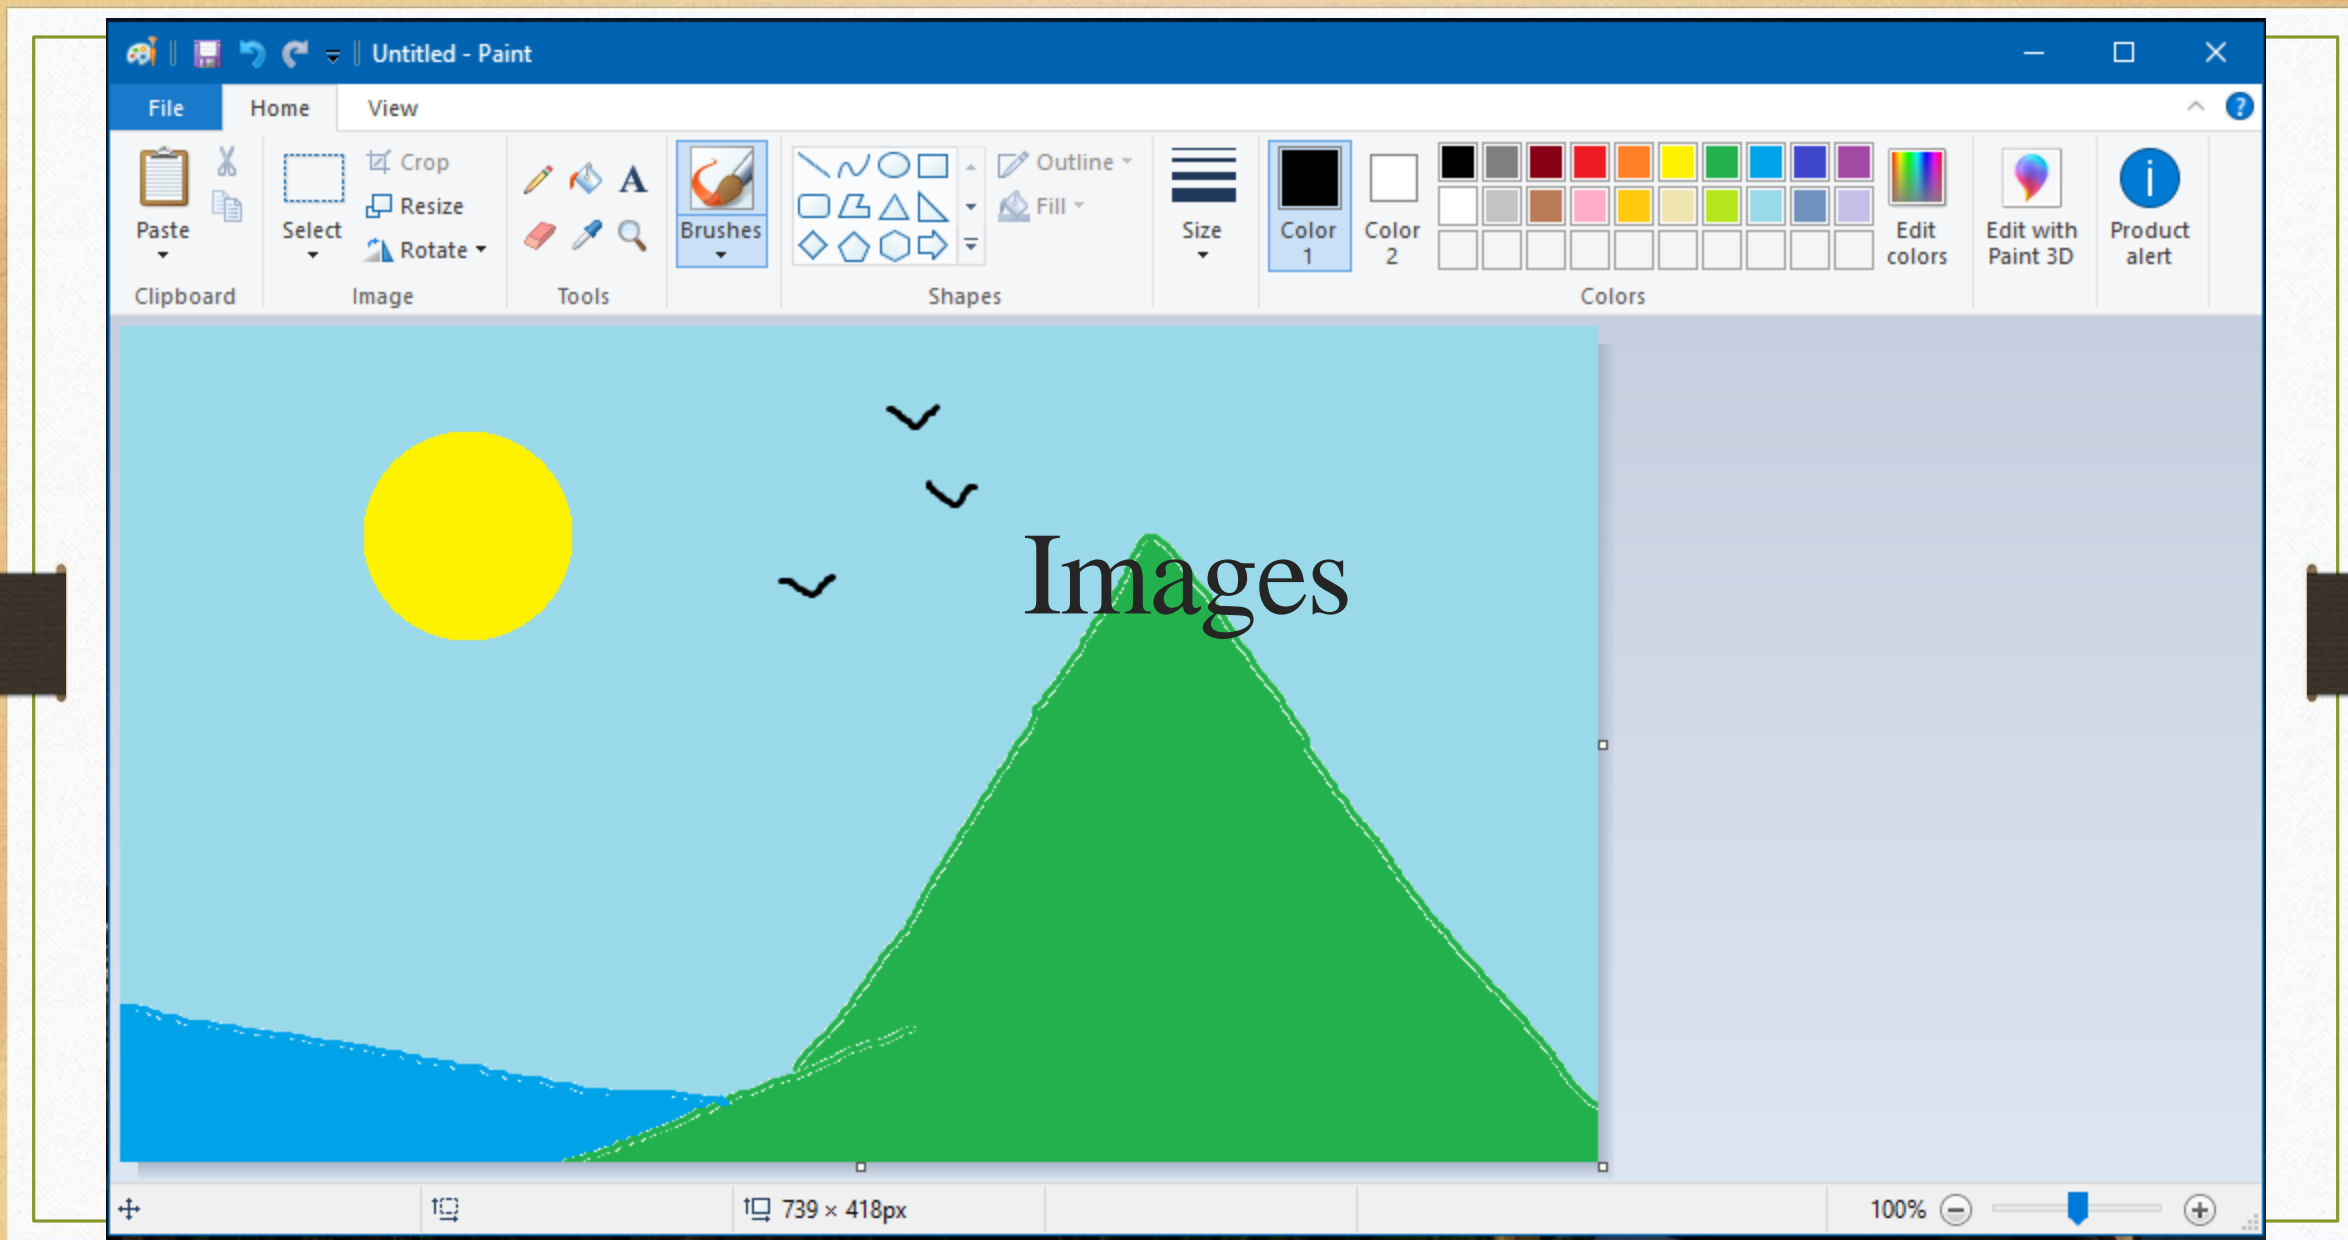 Untitled - Paint
File Home View
Paste
Clipboard
Select
Crop
Resize
Rotate
Image
A
Tools
Brushes
Outline
Fill
Shapes
Size
Color
1
Color
2
Edit
colors
Colors
Edit with
Paint 3D
Product
alert
Images
739 × 418px
100%